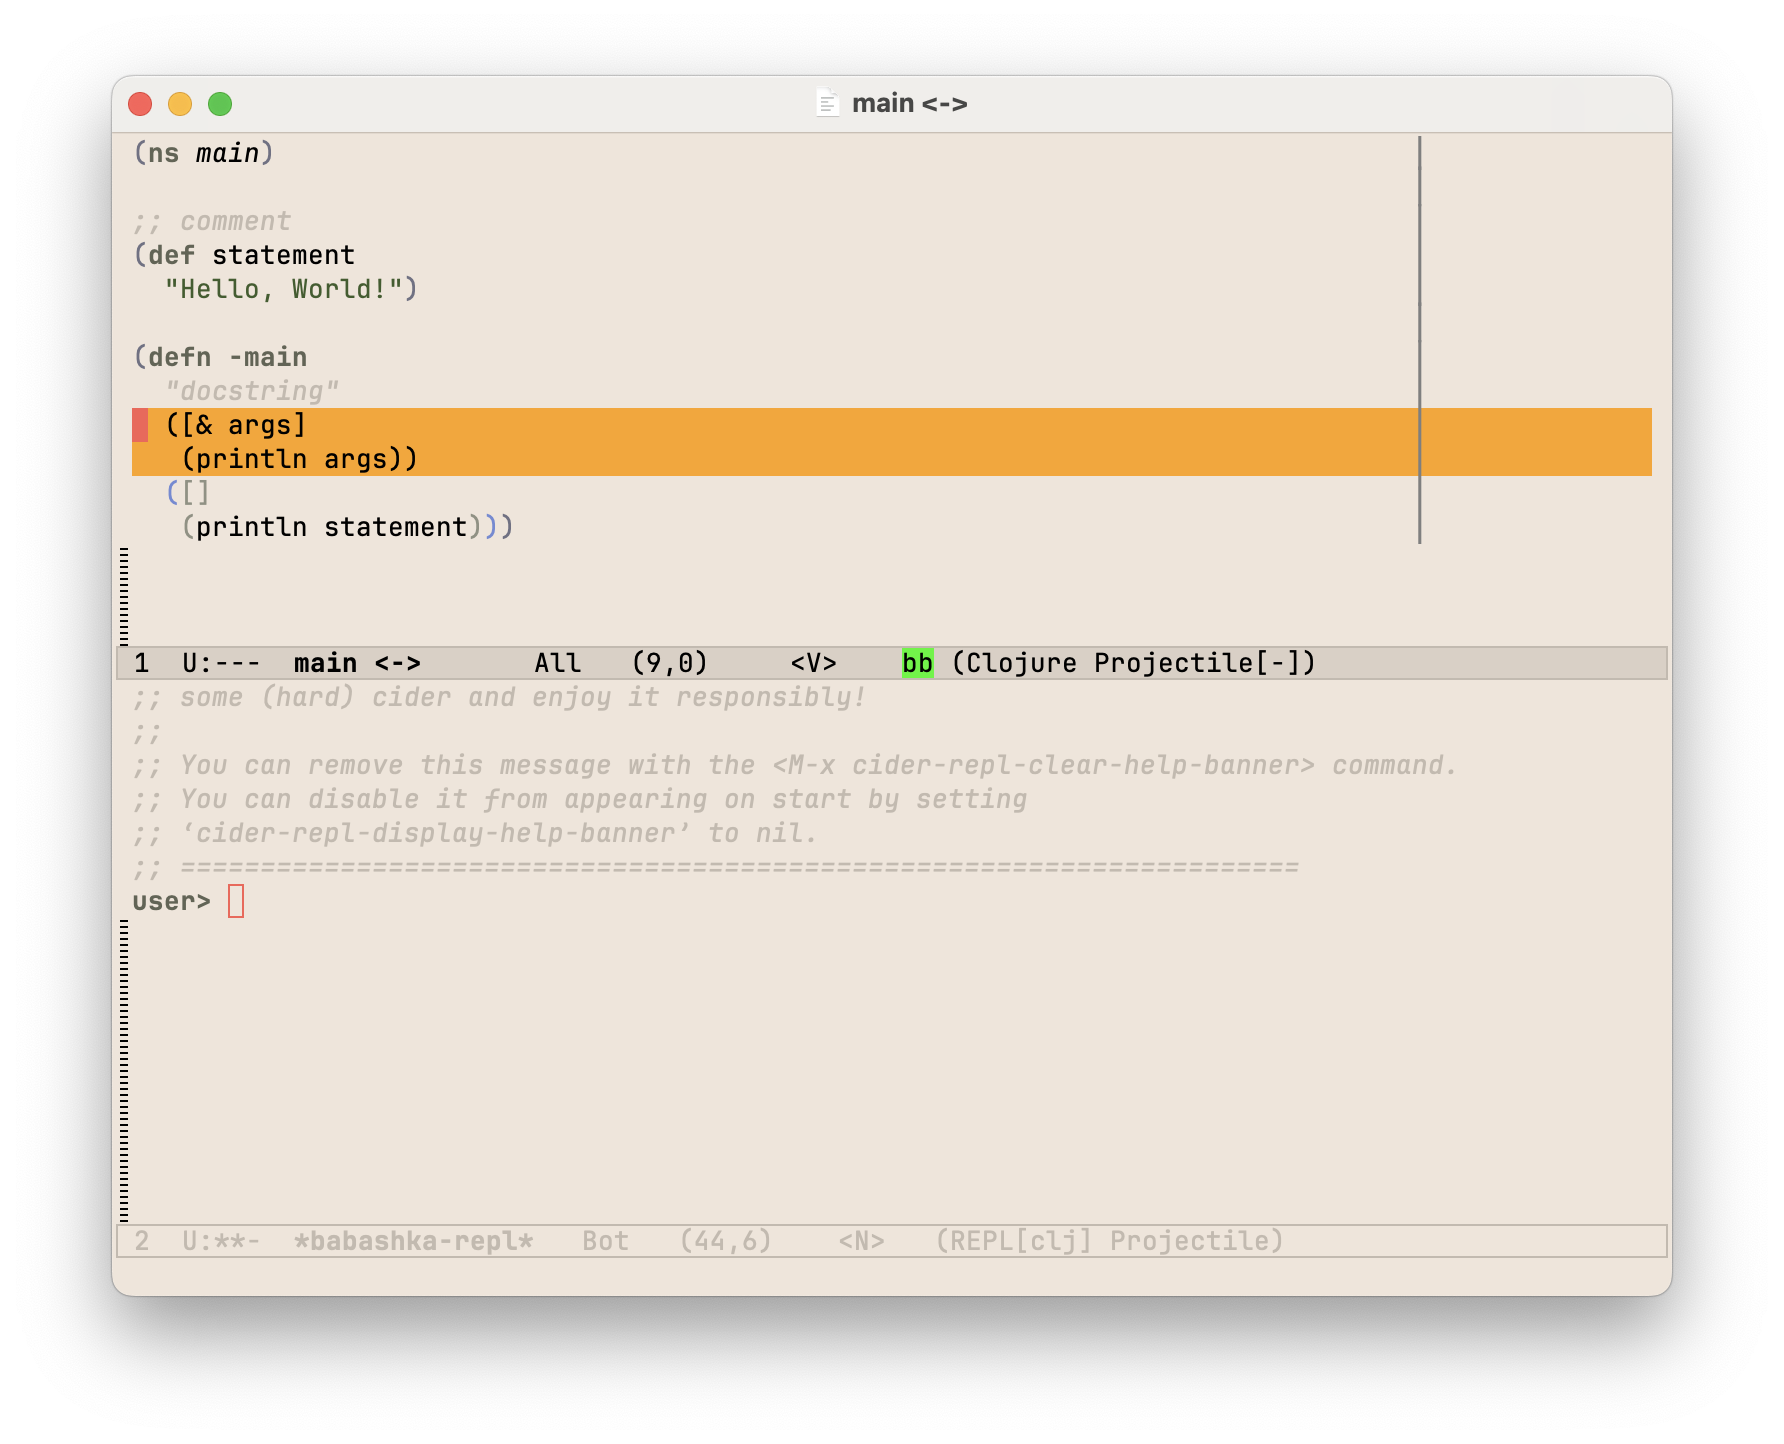 main <->
(ns main)
;; comment
(def statement
  "Hello, World!")
(defn -main
  "docstring"
  ([& args]
   (println args))
  ([]
   (println statement)))
1  U:---  main <->       All   (9,0)     <V>    bb (Clojure Projectile[-])
;; some (hard) cider and enjoy it responsibly!
;;
;; You can remove this message with the <M-x cider-repl-clear-help-banner> command.
;; You can disable it from appearing on start by setting
;; ‘cider-repl-display-help-banner’ to nil.
;; ======================================================================
user>
2  U:**-  *babashka-repl*   Bot   (44,6)    <N>   (REPL[clj] Projectile)